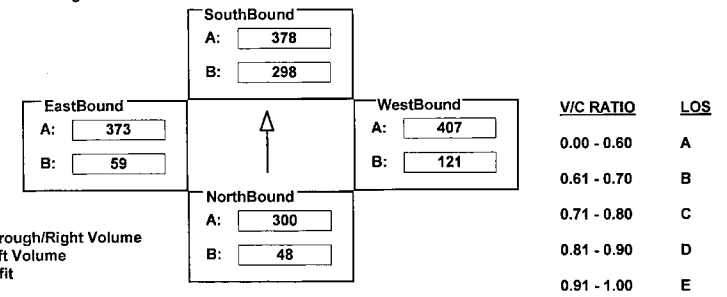 SouthBound
A: 378
B: 298
EastBound
A: 373
B: 59
WestBound
A: 407
B: 121
NorthBound
A: 300
B: 48
rough/Right Volume
ft Volume
fit
V/C RATIO LOS
0.00 - 0.60 A
0.61 - 0.70 B
0.71 - 0.80 C
0.81 - 0.90 D
0.91 - 1.00 E